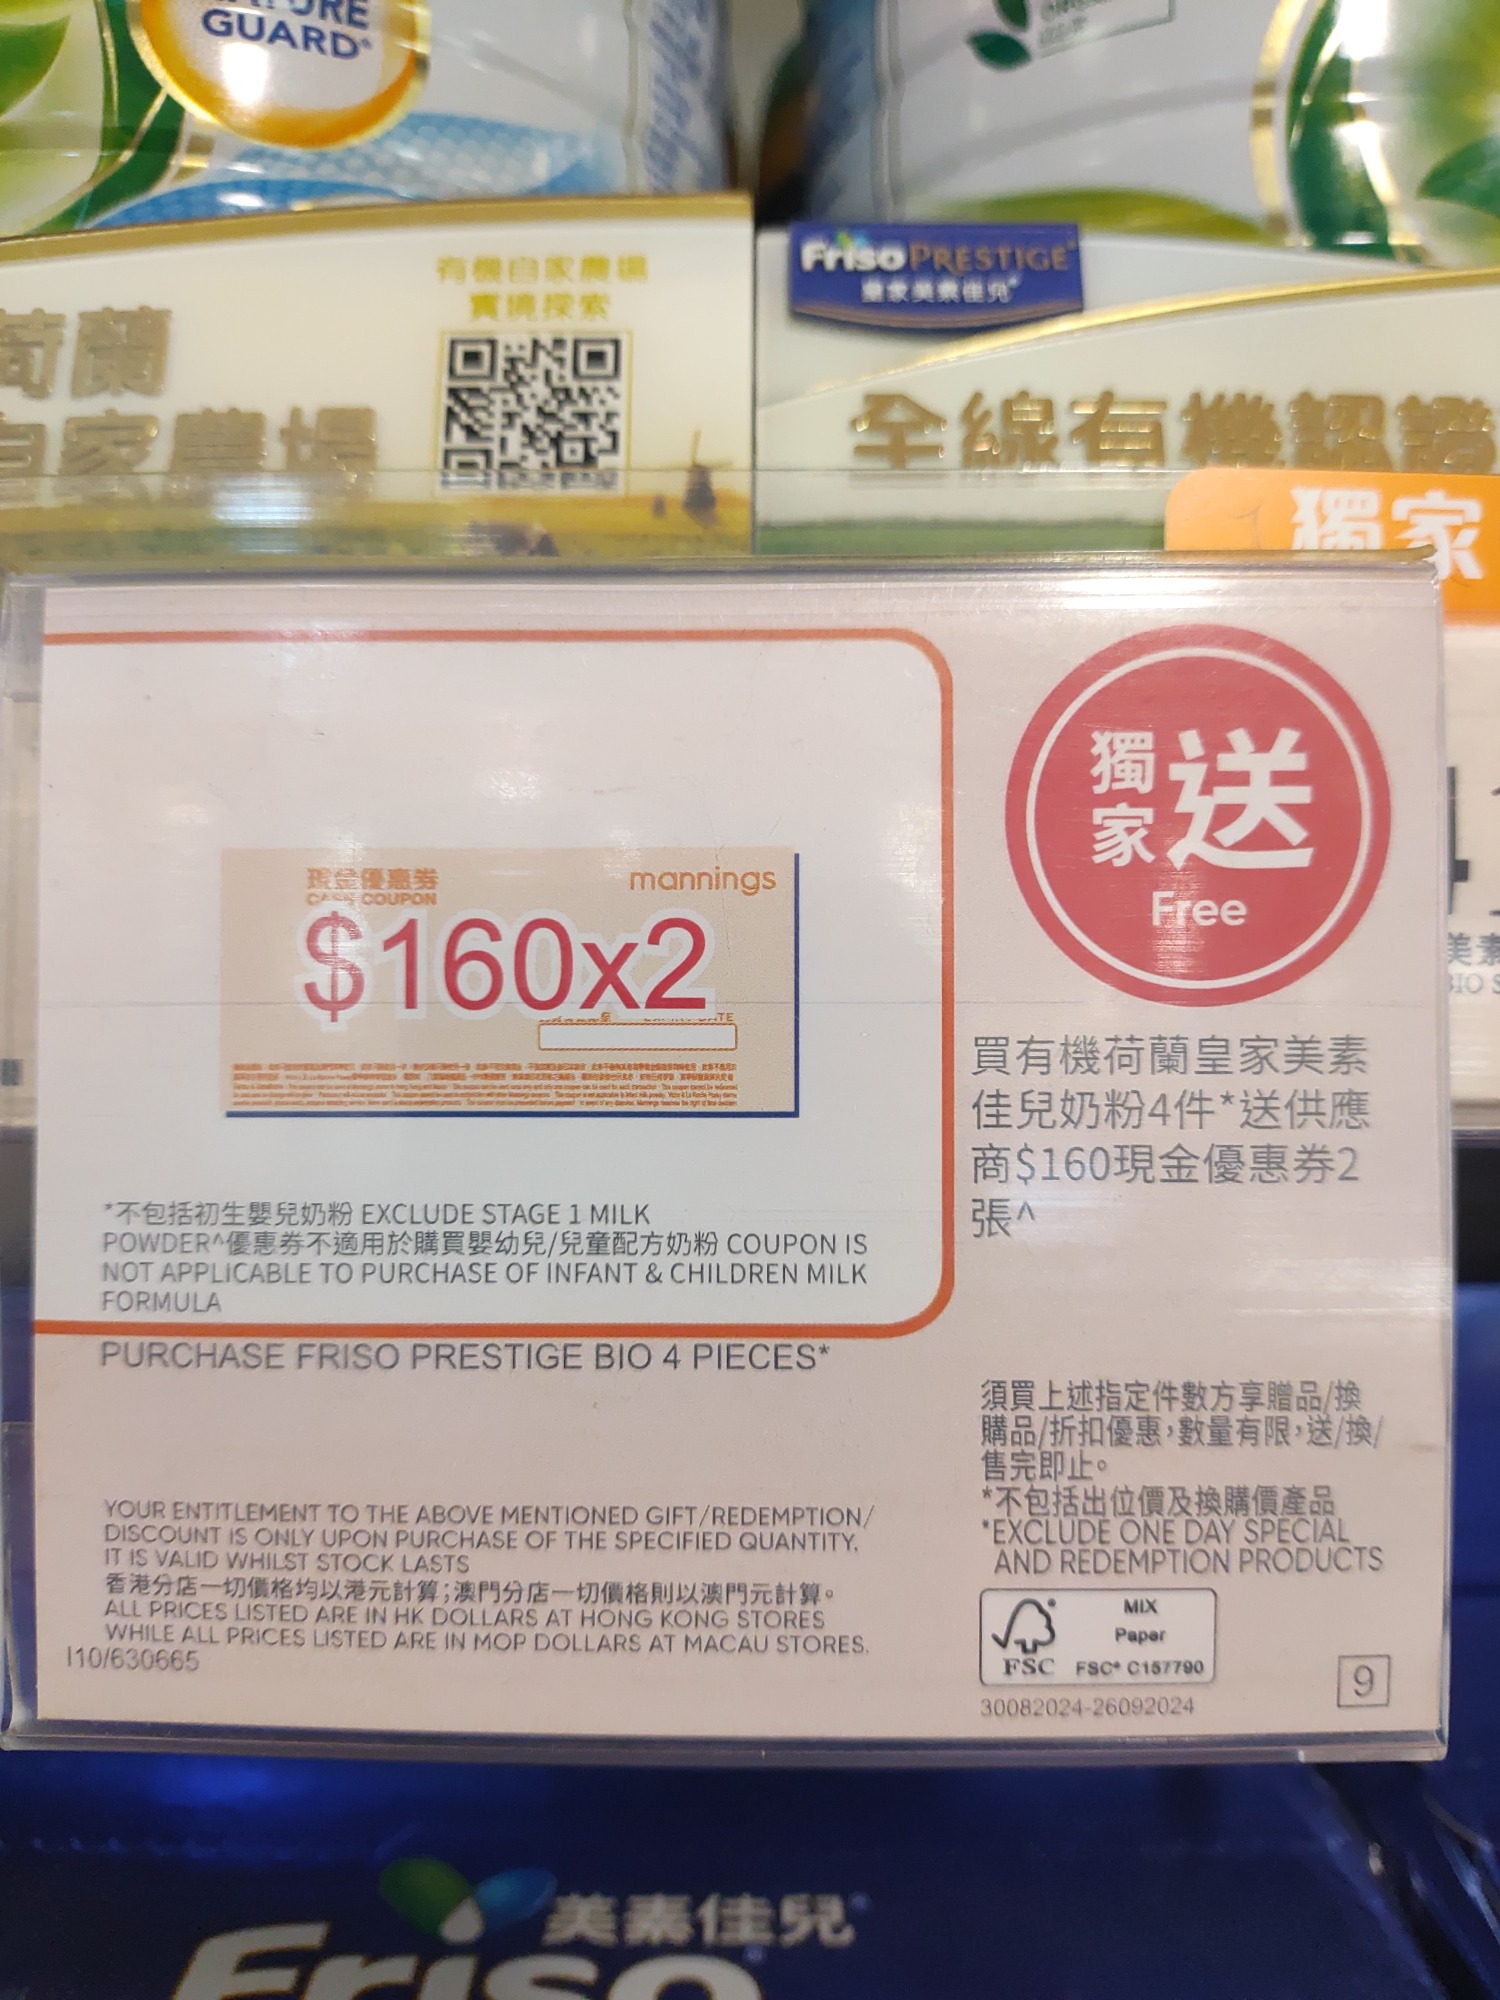 GUARD®
有機自家農場
實境探索
荷蘭
自家農場
Friso PRESTIGE®
皇家美素佳兒®
全線有機認證
獨家
獨家送
Free
現金優惠券
CASH COUPON
mannings
$160x2
買有機荷蘭皇家美素
佳兒奶粉4件*送供應
商$160現金優惠券2
張^
*不包括初生嬰兒奶粉 EXCLUDE STAGE 1 MILK
POWDER^優惠券不適用於購買嬰幼兒/兒童配方奶粉 COUPON IS
NOT APPLICABLE TO PURCHASE OF INFANT & CHILDREN MILK
FORMULA
PURCHASE FRISO PRESTIGE BIO 4 PIECES*
須買上述指定件數方享贈品/換
購品/折扣優惠,數量有限,送/換/
售完即止。
*不包括出位價及換購價產品
*EXCLUDE ONE DAY SPECIAL
AND REDEMPTION PRODUCTS
YOUR ENTITLEMENT TO THE ABOVE MENTIONED GIFT/REDEMPTION/
DISCOUNT IS ONLY UPON PURCHASE OF THE SPECIFIED QUANTITY.
IT IS VALID WHILST STOCK LASTS
香港分店一切價格均以港元計算;澳門分店一切價格則以澳門元計算。
ALL PRICES LISTED ARE IN HK DOLLARS AT HONG KONG STORES
WHILE ALL PRICES LISTED ARE IN MOP DOLLARS AT MACAU STORES.
I10/630665
FSC
MIX
Paper
FSC® C157790
30082024-26092024
9
美素佳兒®
Friso